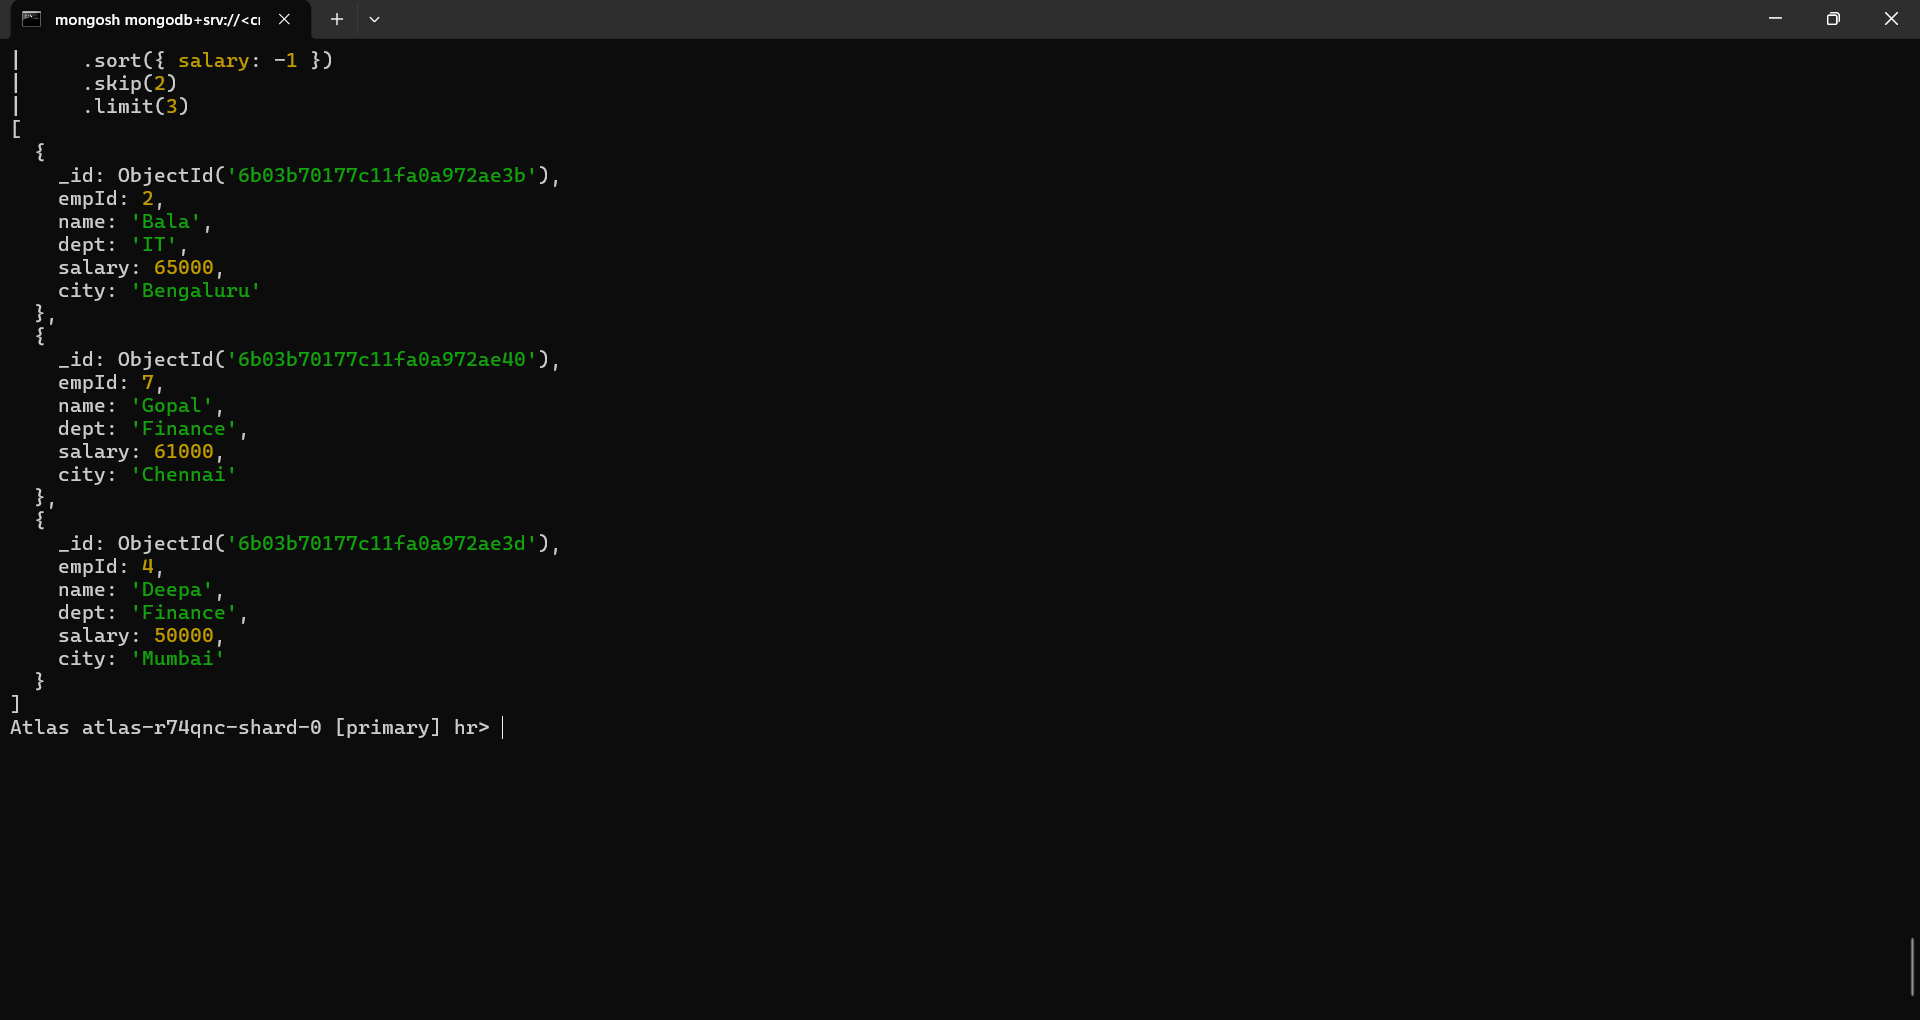 mongosh mongodb+srv://<cr
|     .sort({ salary: -1 })
|     .skip(2)
|     .limit(3)
[
  {
    _id: ObjectId('6b03b70177c11fa0a972ae3b'),
    empId: 2,
    name: 'Bala',
    dept: 'IT',
    salary: 65000,
    city: 'Bengaluru'
  },
  {
    _id: ObjectId('6b03b70177c11fa0a972ae40'),
    empId: 7,
    name: 'Gopal',
    dept: 'Finance',
    salary: 61000,
    city: 'Chennai'
  },
  {
    _id: ObjectId('6b03b70177c11fa0a972ae3d'),
    empId: 4,
    name: 'Deepa',
    dept: 'Finance',
    salary: 50000,
    city: 'Mumbai'
  }
]
Atlas atlas-r74qnc-shard-0 [primary] hr>